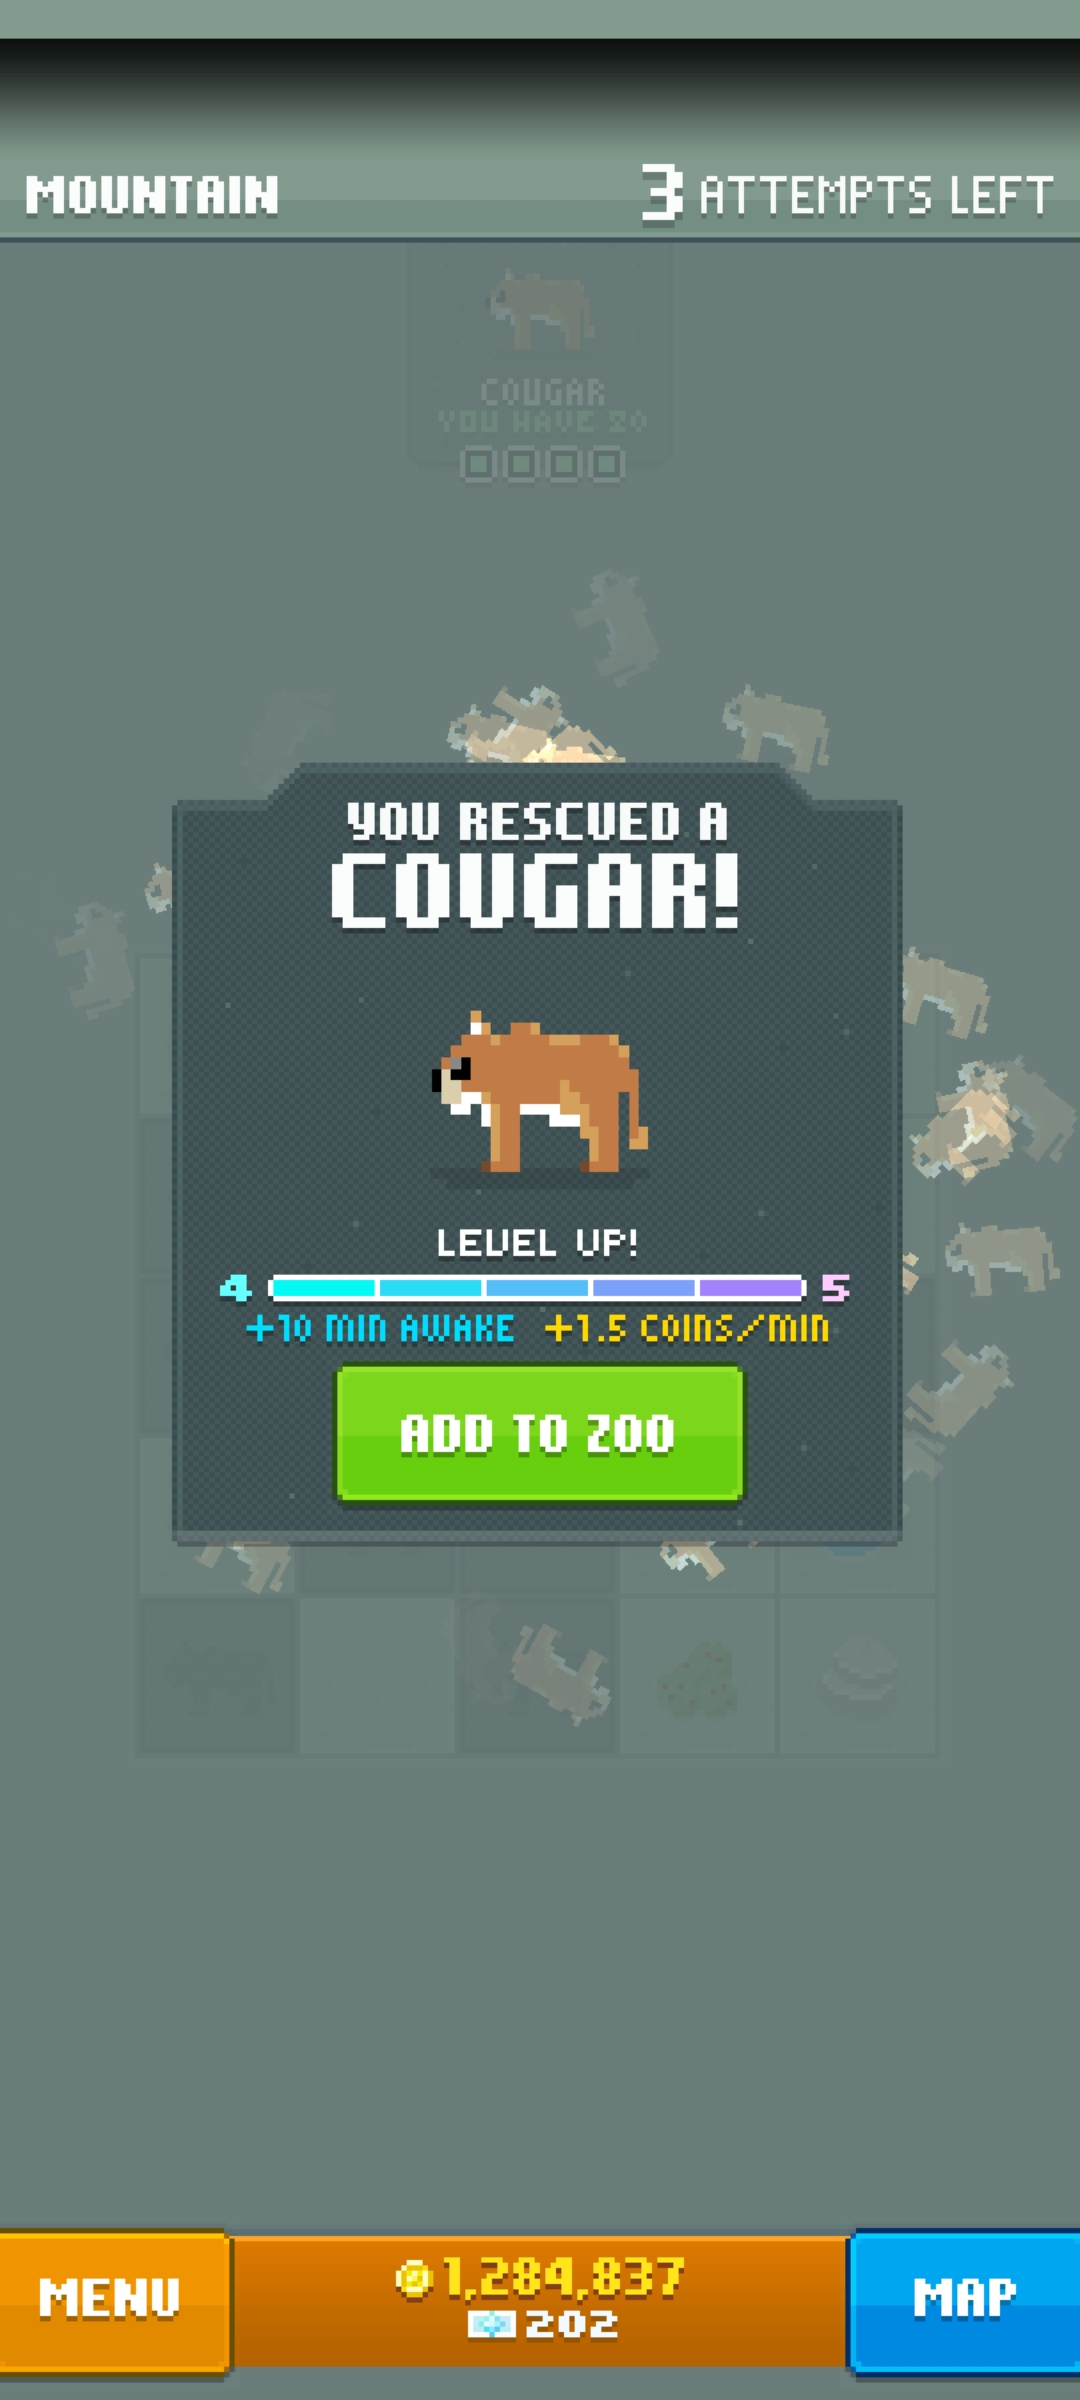 MOUNTAIN
3 ATTEMPTS LEFT
COUGAR
YOU HAVE 20
YOU RESCUED A
COUGAR!
LEVEL UP!
4 5
+10 MIN AWAKE +1.5 COINS/MIN
ADD TO ZOO
MENU
1,284,837
202
MAP